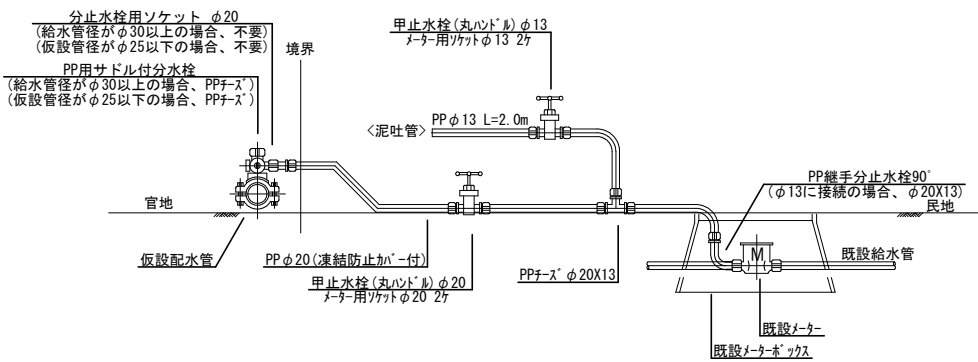 分止水栓用ソケット φ20
(給水管径がφ30以上の場合、不要)
(仮設管径がφ25以下の場合、不要)
境界
PP用サドル付分水栓
(給水管径がφ30以上の場合、PPﾁｰｽﾞ)
(仮設管径がφ25以下の場合、PPﾁｰｽﾞ)
甲止水栓(丸ﾊﾝﾄﾞﾙ)φ13
ﾒｰﾀｰ用ｿｹｯﾄφ13 2ケ
PPφ13 L=2.0m
〈泥吐管〉
PP継手分止水栓90°
(φ13に接続の場合、φ20X13)
官地
民地
仮設配水管
PPφ20(凍結防止ｶﾊﾞｰ付)
甲止水栓(丸ﾊﾝﾄﾞﾙ)φ20
ﾒｰﾀｰ用ｿｹｯﾄφ20 2ケ
PPﾁｰｽﾞφ20X13
M
既設給水管
既設ﾒｰﾀｰ
既設ﾒｰﾀｰﾎﾞｯｸｽ